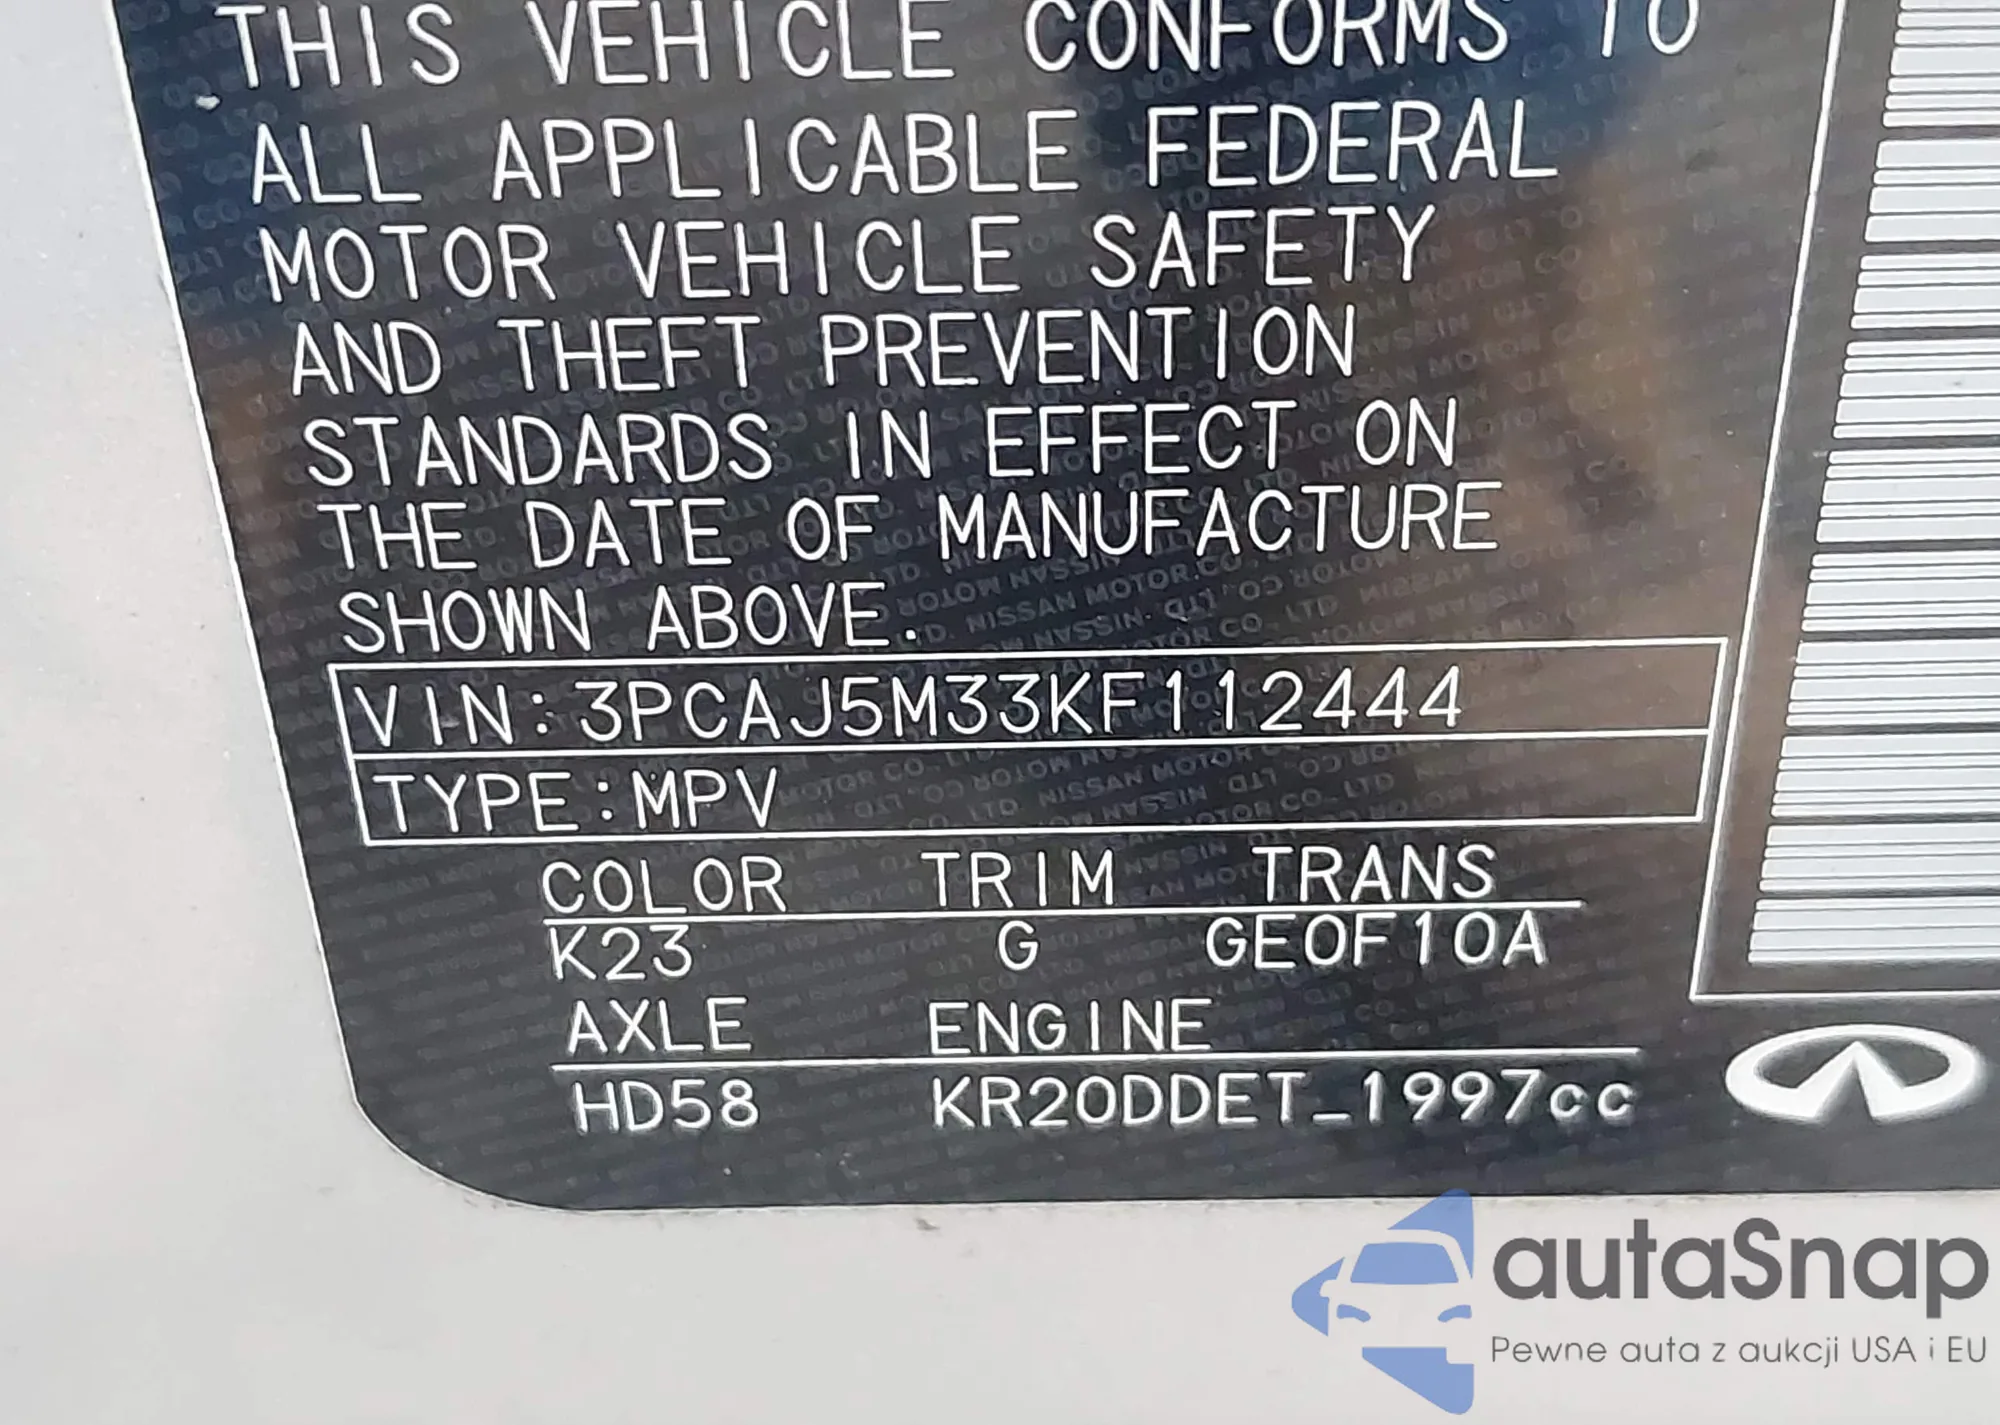 THIS VEHICLE CONFORMS TO
ALL APPLICABLE FEDERAL
MOTOR VEHICLE SAFETY
AND THEFT PREVENTION
STANDARDS IN EFFECT ON
THE DATE OF MANUFACTURE
SHOWN ABOVE.
VIN: 3PCAJ5M33KF112444
TYPE: MPV
COLOR TRIM TRANS
K23 G GE0F10A
AXLE ENGINE
HD58 KR20DDET_1997cc
autaSnap
Pewne auta z aukcji USA i EU